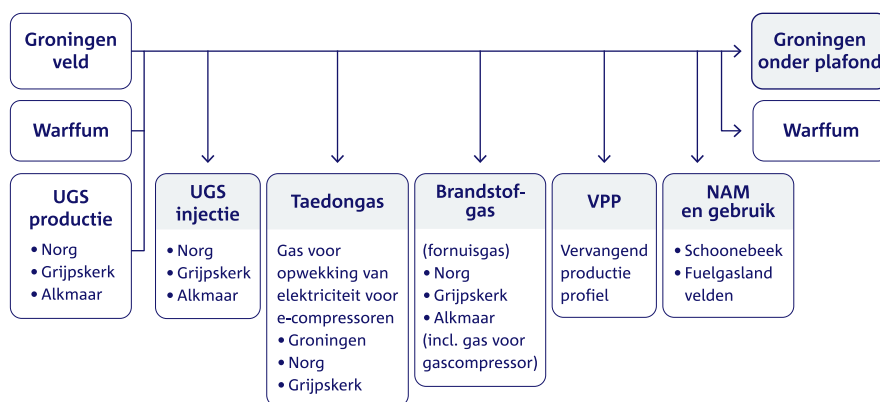 Groningen
veld
Groningen
onder plafond
Warffum
Warffum
UGS
productie
• Norg
• Grijpskerk
• Alkmaar
UGS
injectie
• Norg
• Grijpskerk
• Alkmaar
Taedongas
Gas voor
opwekking van
elektriciteit voor
e-compressoren
• Groningen
• Norg
• Grijpskerk
Brandstof-
gas
(fornuisgas)
• Norg
• Grijpskerk
• Alkmaar
(incl. gas voor
gascompressor)
VPP
Vervangend
productie
profiel
NAM
en gebruik
• Schoonebeek
• Fuelgasland
velden